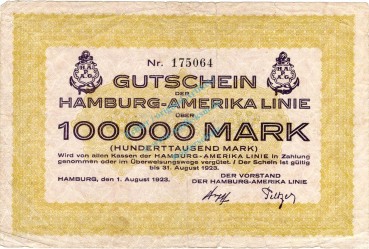 Nr. 175064
H. A.
P.
A. G.
H. A.
P.
A. G.
GUTSCHEIN
DER
HAMBURG-AMERIKA LINIE
ÜBER
100000 MARK
(HUNDERTTAUSEND MARK)
Wird von allen Kassen der HAMBURG-AMERIKA LINIE in Zahlung
genommen oder im Überweisungswege vergütet. / Der Schein ist gültig
bis 31. August 1923.
HAMBURG, den 1. August 1923.
DER VORSTAND
DER HAMBURG-AMERIKA LINIE